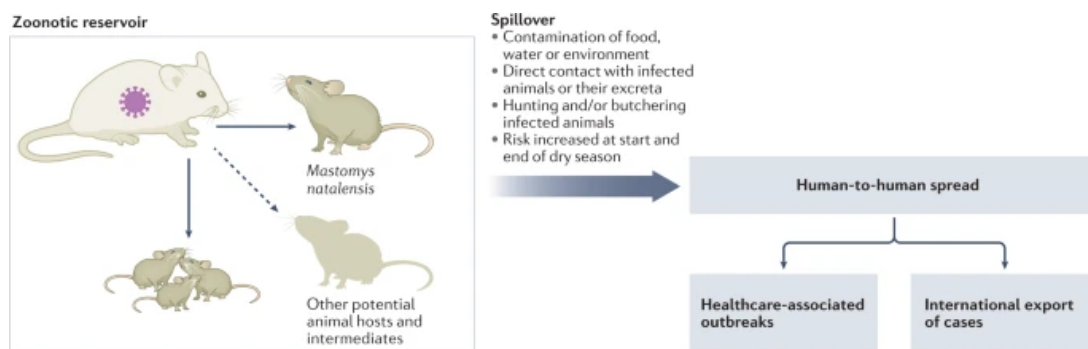 Zoonotic reservoir
Mastomys
natalensis
Other potential
animal hosts and
intermediates
Spillover
• Contamination of food,
water or environment
• Direct contact with infected
animals or their excreta
• Hunting and/or butchering
infected animals
• Risk increased at start and
end of dry season
Human-to-human spread
Healthcare-associated
outbreaks
International export
of cases